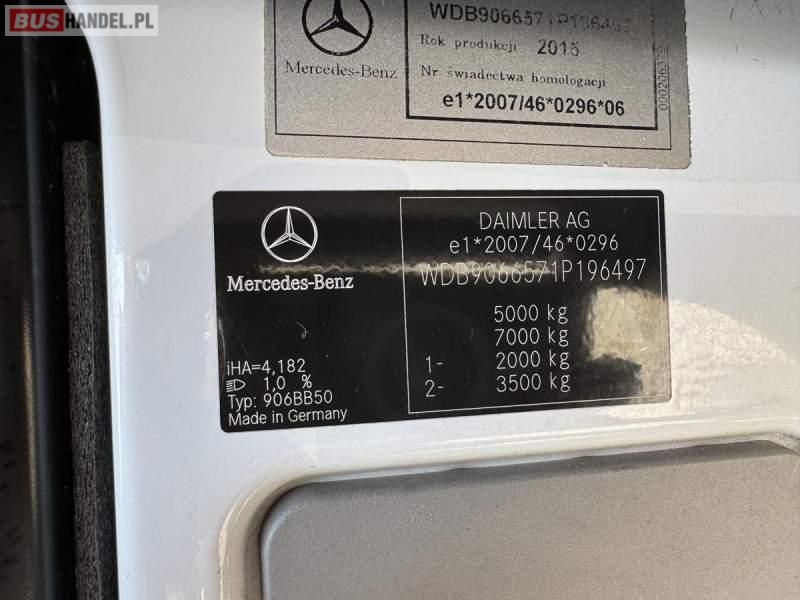 BUSHANDEL.PL
WDB9066571P196497
Rok produkcji 2015
Mercedes-Benz
Nr świadectwa homologacji
e1*2007/46*0296*06
DAIMLER AG
e1*2007/46*0296
WDB9066571P196497
Mercedes-Benz
5000 kg
7000 kg
1- 2000 kg
2- 3500 kg
iHA=4,182
1,0 %
Typ: 906BB50
Made in Germany